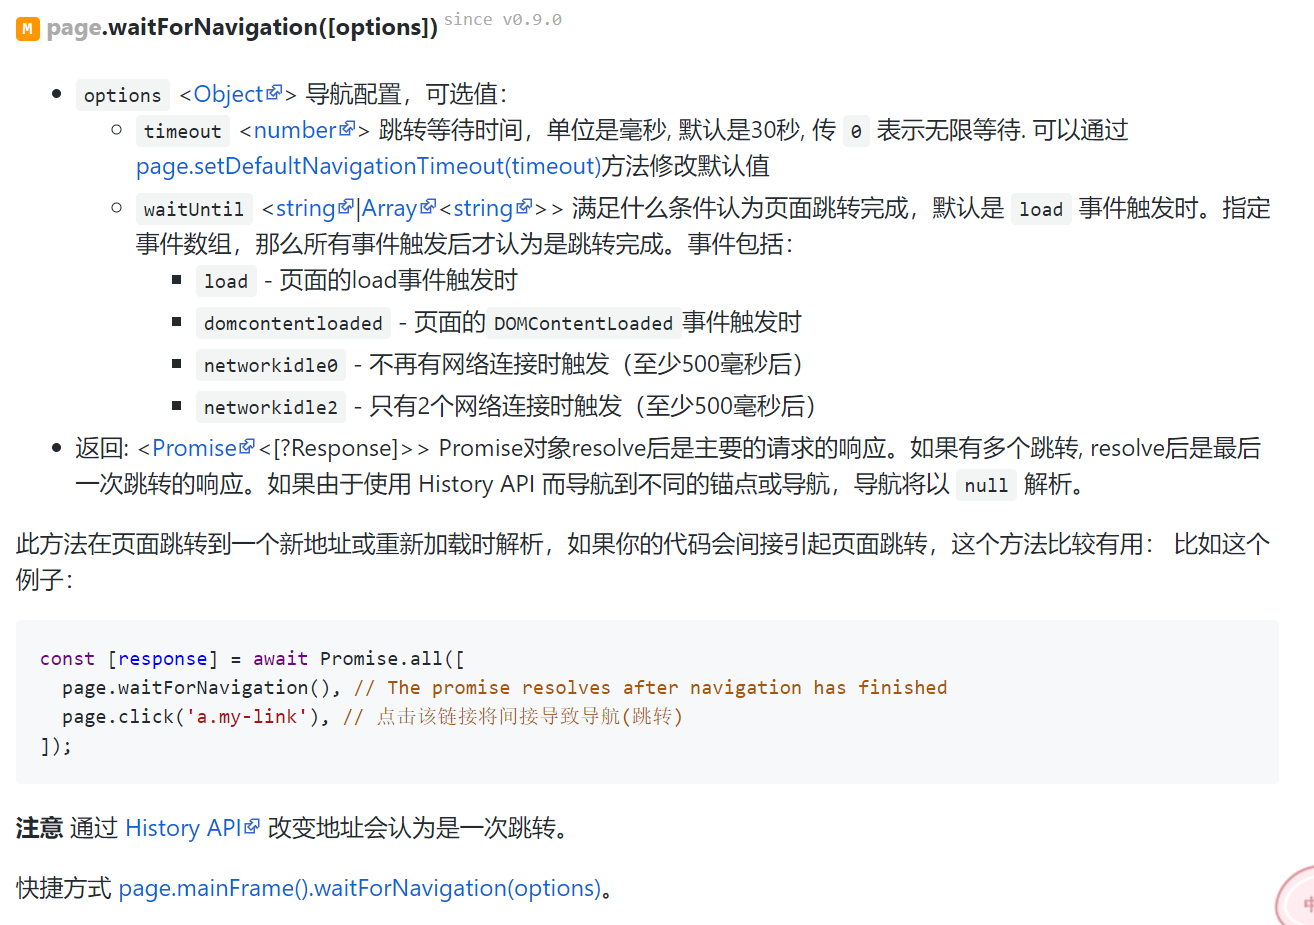 M page.waitForNavigation([options]) since v0.9.0
options <Object> 导航配置，可选值：
timeout <number> 跳转等待时间，单位是毫秒, 默认是30秒, 传 0 表示无限等待. 可以通过
page.setDefaultNavigationTimeout(timeout)方法修改默认值
waitUntil <string|Array<string>> 满足什么条件认为页面跳转完成，默认是 load 事件触发时。指定
事件数组，那么所有事件触发后才认为是跳转完成。事件包括：
load - 页面的load事件触发时
domcontentloaded - 页面的 DOMContentLoaded 事件触发时
networkidle0 - 不再有网络连接时触发（至少500毫秒后）
networkidle2 - 只有2个网络连接时触发（至少500毫秒后）
返回: <Promise<[?Response]>> Promise对象resolve后是主要的请求的响应。如果有多个跳转, resolve后是最后
一次跳转的响应。如果由于使用 History API 而导航到不同的锚点或导航，导航将以 null 解析。
此方法在页面跳转到一个新地址或重新加载时解析，如果你的代码会间接引起页面跳转，这个方法比较有用： 比如这个
例子：
const [response] = await Promise.all([
page.waitForNavigation(), // The promise resolves after navigation has finished
page.click('a.my-link'), // 点击该链接将间接导致导航(跳转)
]);
注意 通过 History API 改变地址会认为是一次跳转。
快捷方式 page.mainFrame().waitForNavigation(options)。